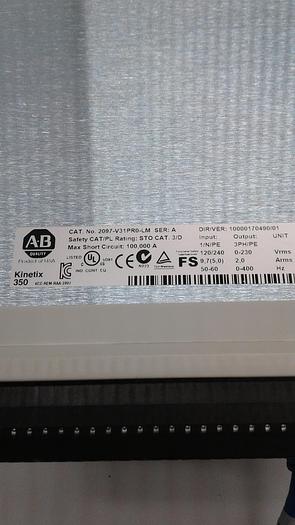 A·B
QUALITY
Product of USA
Kinetix
350
CAT. No. 2097-V31PR0-LM SER: A
Safety CAT/PL Rating: STO CAT. 3/D
Max Short Circuit: 100,000 A
LISTED
UL
CE
FS
IND CONT EQ
DIR/VER: 10000170490/01
Input: Output: UNIT
1/N/PE 3PH/PE
120/240 0-230 Vrms
9,7(5,0) 2,0 Arms
50-60 0-400 Hz